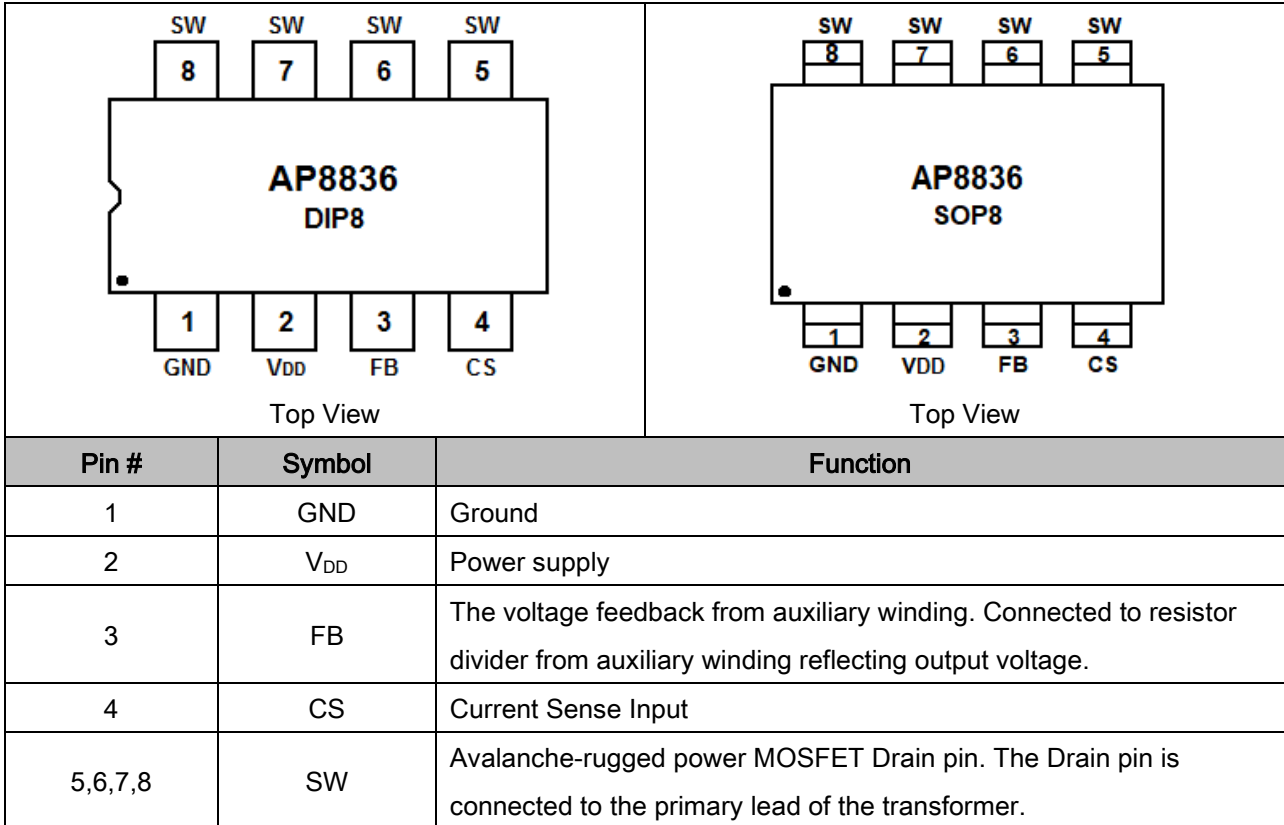 SW SW SW SW
8 7 6 5
AP8836
DIP8
1 2 3 4
GND VDD FB CS
Top View
SW SW SW SW
8 7 6 5
AP8836
SOP8
1 2 3 4
GND VDD FB CS
Top View
Pin # Symbol Function
1 GND Ground
2 VDD Power supply
3 FB The voltage feedback from auxiliary winding. Connected to resistor
divider from auxiliary winding reflecting output voltage.
4 CS Current Sense Input
5,6,7,8 SW Avalanche-rugged power MOSFET Drain pin. The Drain pin is
connected to the primary lead of the transformer.